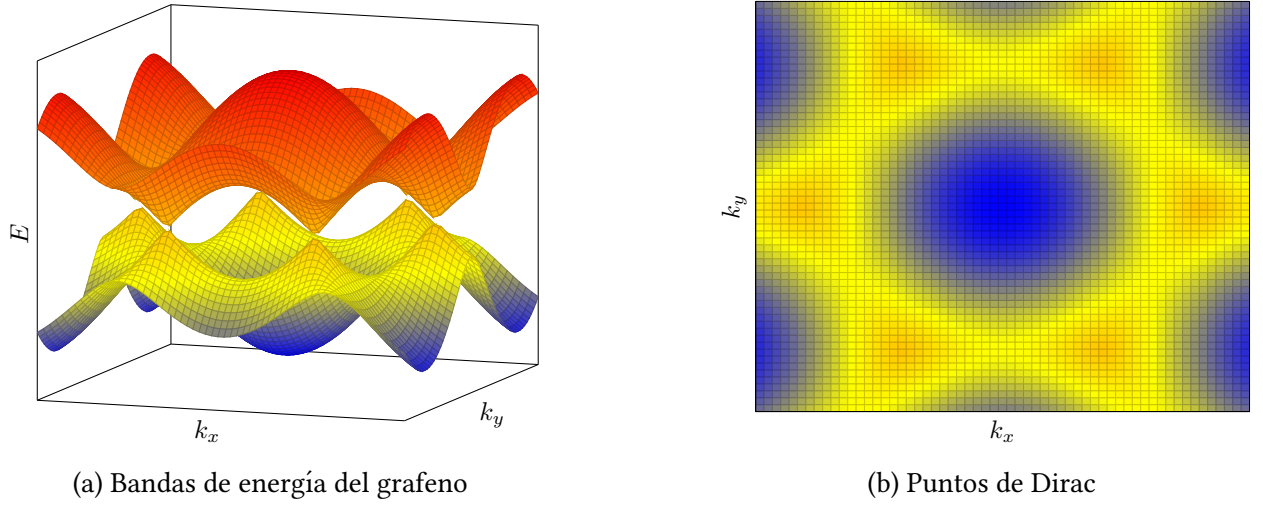 E
k_x
k_y
(a) Bandas de energía del grafeno
k_y
k_x
(b) Puntos de Dirac